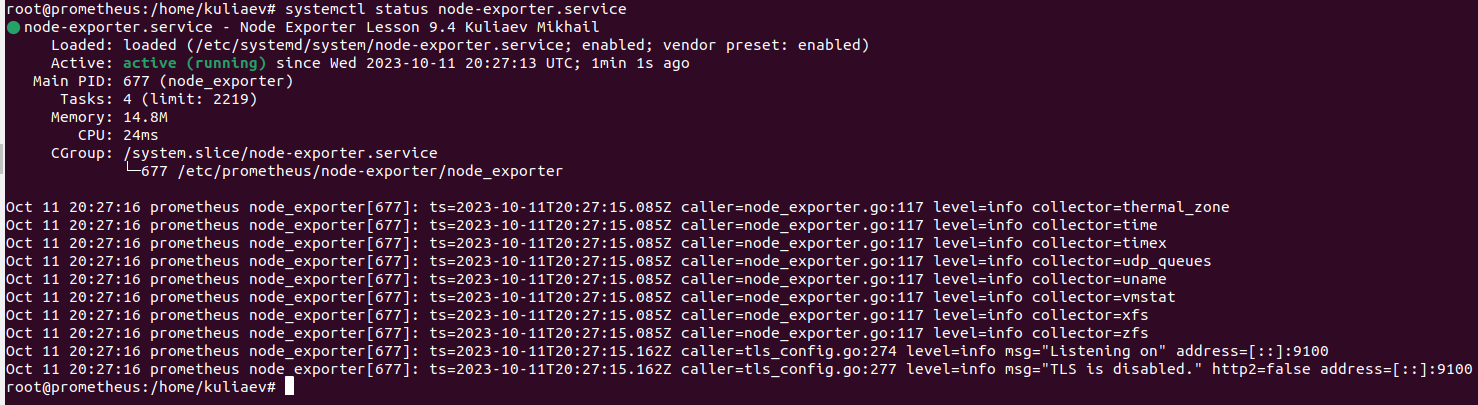 root@prometheus:/home/kuliaev# systemctl status node-exporter.service
● node-exporter.service - Node Exporter Lesson 9.4 Kuliaev Mikhail
     Loaded: loaded (/etc/systemd/system/node-exporter.service; enabled; vendor preset: enabled)
     Active: active (running) since Wed 2023-10-11 20:27:13 UTC; 1min 1s ago
   Main PID: 677 (node_exporter)
      Tasks: 4 (limit: 2219)
     Memory: 14.8M
        CPU: 24ms
     CGroup: /system.slice/node-exporter.service
             └─677 /etc/prometheus/node-exporter/node_exporter

Oct 11 20:27:16 prometheus node_exporter[677]: ts=2023-10-11T20:27:15.085Z caller=node_exporter.go:117 level=info collector=thermal_zone
Oct 11 20:27:16 prometheus node_exporter[677]: ts=2023-10-11T20:27:15.085Z caller=node_exporter.go:117 level=info collector=time
Oct 11 20:27:16 prometheus node_exporter[677]: ts=2023-10-11T20:27:15.085Z caller=node_exporter.go:117 level=info collector=timex
Oct 11 20:27:16 prometheus node_exporter[677]: ts=2023-10-11T20:27:15.085Z caller=node_exporter.go:117 level=info collector=udp_queues
Oct 11 20:27:16 prometheus node_exporter[677]: ts=2023-10-11T20:27:15.085Z caller=node_exporter.go:117 level=info collector=uname
Oct 11 20:27:16 prometheus node_exporter[677]: ts=2023-10-11T20:27:15.085Z caller=node_exporter.go:117 level=info collector=vmstat
Oct 11 20:27:16 prometheus node_exporter[677]: ts=2023-10-11T20:27:15.085Z caller=node_exporter.go:117 level=info collector=xfs
Oct 11 20:27:16 prometheus node_exporter[677]: ts=2023-10-11T20:27:15.085Z caller=node_exporter.go:117 level=info collector=zfs
Oct 11 20:27:16 prometheus node_exporter[677]: ts=2023-10-11T20:27:15.162Z caller=tls_config.go:274 level=info msg="Listening on" address=[::]:9100
Oct 11 20:27:16 prometheus node_exporter[677]: ts=2023-10-11T20:27:15.162Z caller=tls_config.go:277 level=info msg="TLS is disabled." http2=false address=[::]:9100
root@prometheus:/home/kuliaev#